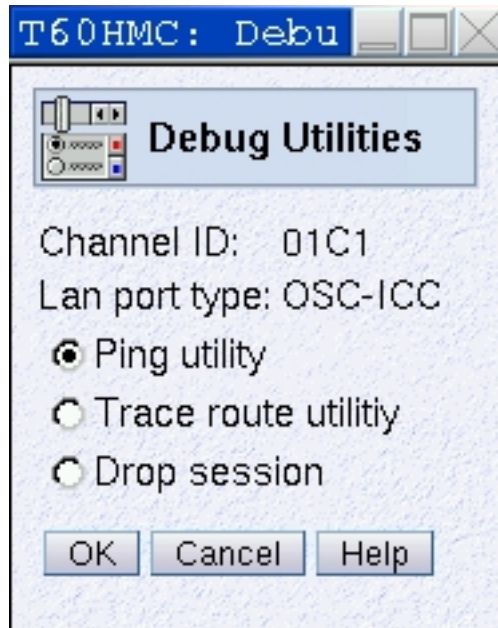 T60HMC: Debu
Debug Utilities
Channel ID: 01C1
Lan port type: OSC-ICC
Ping utility
Trace route utilitiy
Drop session
OK Cancel Help